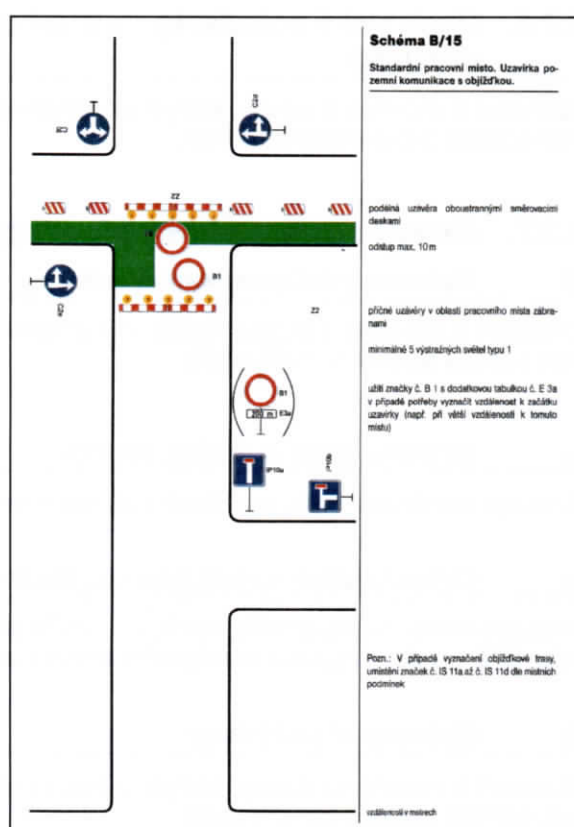 Schéma B/15
Standardní pracovní místo. Uzavírka po-
zemní komunikace s objížďkou.
C2f
Z2
podélná uzávěra oboustrannými směrovacími
deskami
odstup max. 10 m
B1
Z2
příčné uzávěry v oblasti pracovního místa zábra-
nami
minimálně 5 výstražných světel typu 1
B1
užití značky č. B 1 s dodatkovou tabulkou č. E 3a
v případě potřeby vyznačit vzdálenost k začátku
uzavírky (např. při větší vzdálenosti k tomuto
místu)
200 m
E3a
IP10a
IP10b
Pozn.: V případě vyznačení objížďkové trasy,
umístění značek č. IS 11a až č. IS 11d dle místních
podmínek
vzdálenosti v metrech